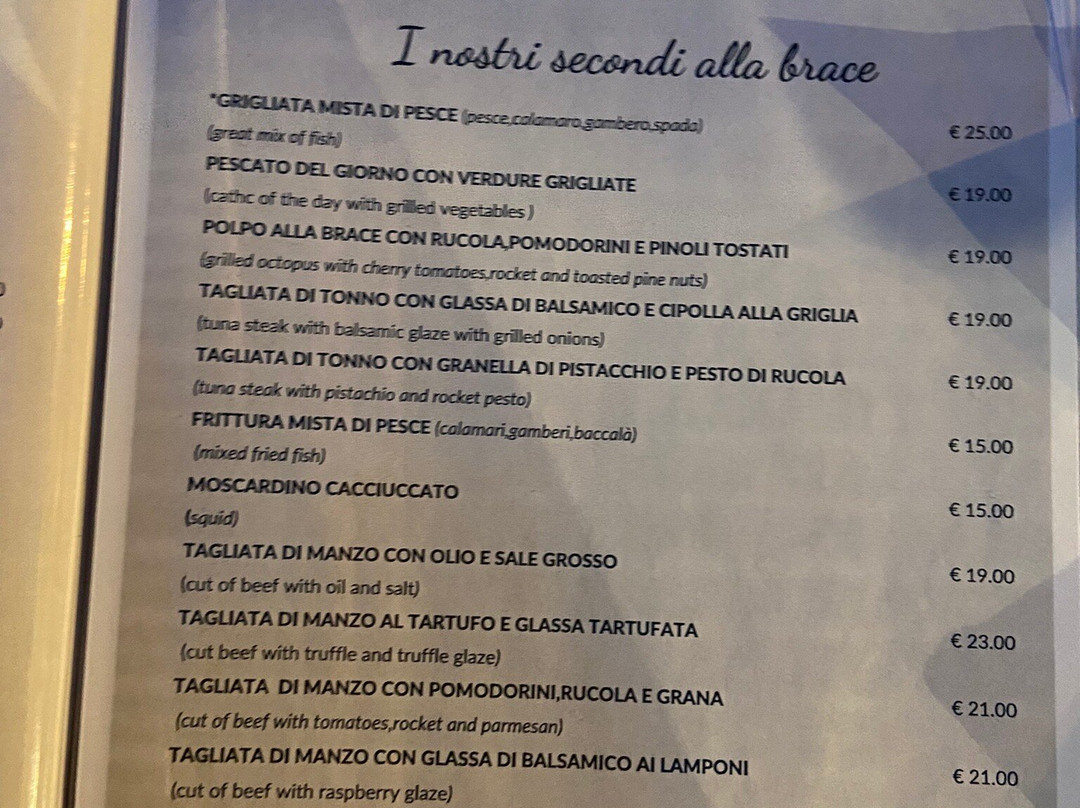 I nostri secondi alla brace
*GRIGLIATA MISTA DI PESCE (pesce,calamaro,gambero,spada) € 25.00
(great mix of fish)
PESCATO DEL GIORNO CON VERDURE GRIGLIATE € 19.00
(cathc of the day with grilled vegetables )
POLPO ALLA BRACE CON RUCOLA,POMODORINI E PINOLI TOSTATI € 19.00
(grilled octopus with cherry tomatoes,rocket and toasted pine nuts)
TAGLIATA DI TONNO CON GLASSA DI BALSAMICO E CIPOLLA ALLA GRIGLIA € 19.00
(tuna steak with balsamic glaze with grilled onions)
TAGLIATA DI TONNO CON GRANELLA DI PISTACCHIO E PESTO DI RUCOLA € 19.00
(tuna steak with pistachio and rocket pesto)
FRITTURA MISTA DI PESCE (calamari,gamberi,baccalà) € 15.00
(mixed fried fish)
MOSCARDINO CACCIUCCATO € 15.00
(squid)
TAGLIATA DI MANZO CON OLIO E SALE GROSSO € 19.00
(cut of beef with oil and salt)
TAGLIATA DI MANZO AL TARTUFO E GLASSA TARTUFATA € 23.00
(cut beef with truffle and truffle glaze)
TAGLIATA DI MANZO CON POMODORINI,RUCOLA E GRANA € 21.00
(cut of beef with tomatoes,rocket and parmesan)
TAGLIATA DI MANZO CON GLASSA DI BALSAMICO AI LAMPONI € 21.00
(cut of beef with raspberry glaze)